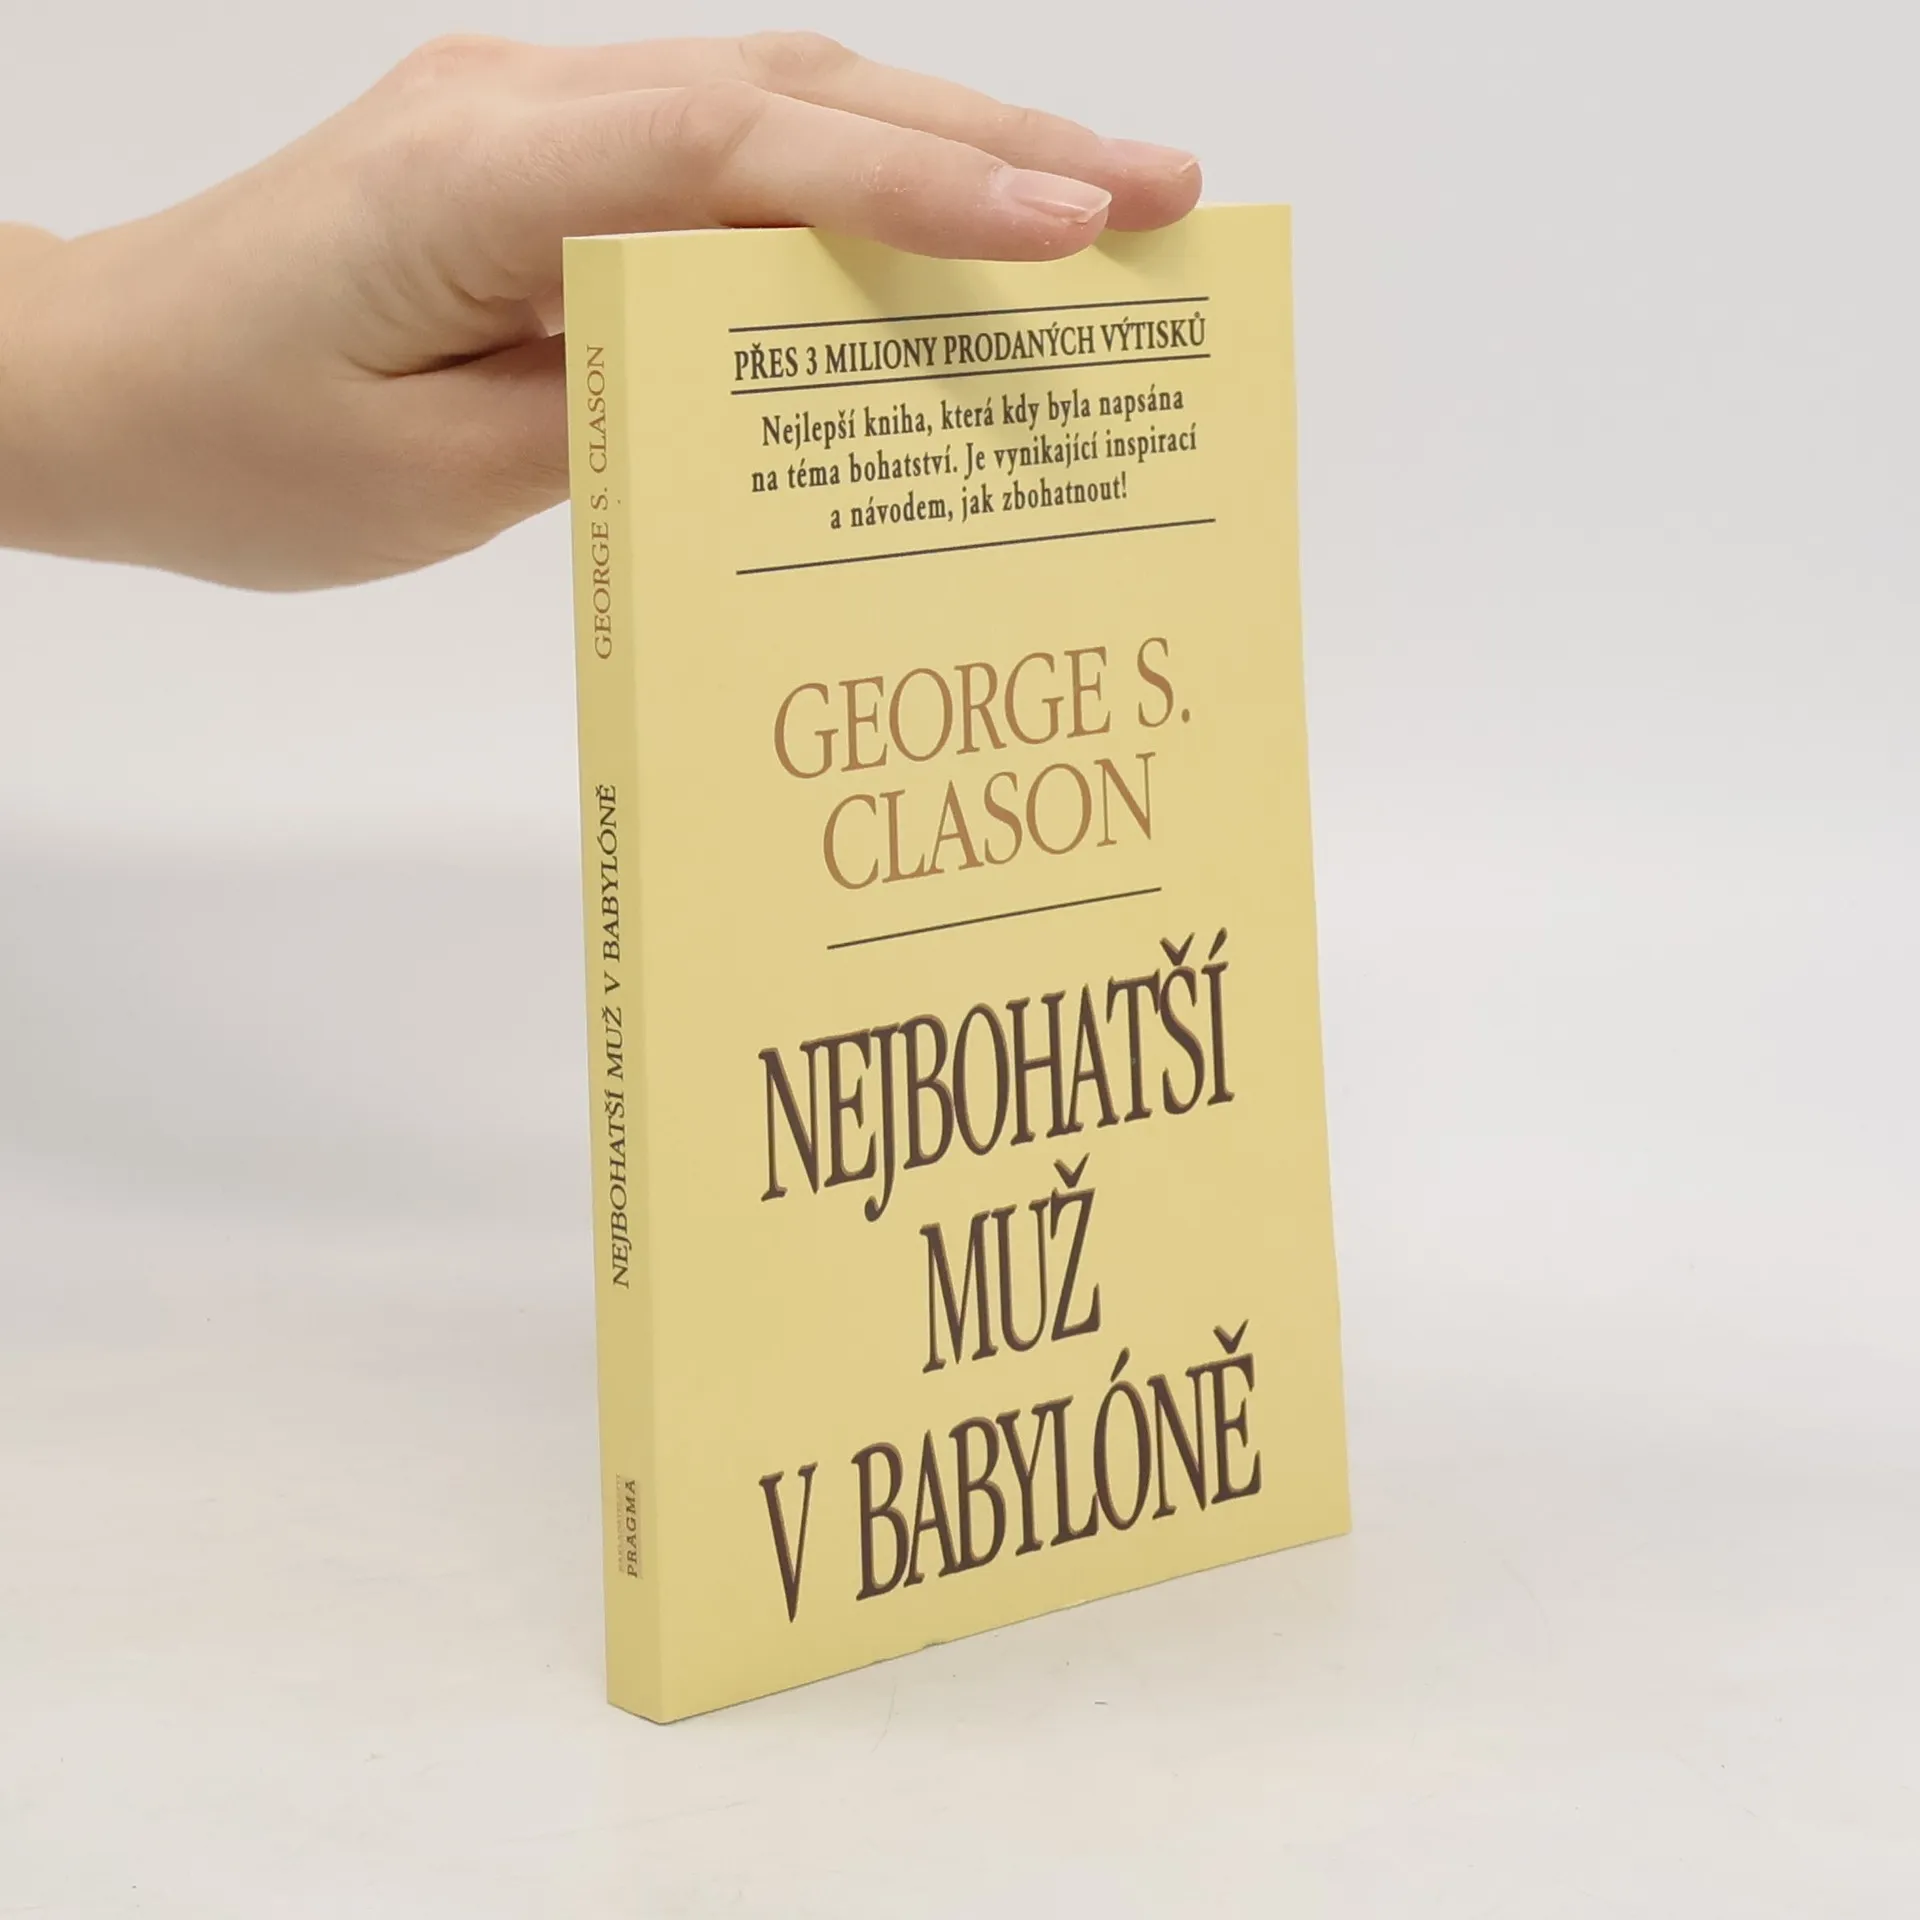 PŘES 3 MILIONY PRODANÝCH VÝTISKŮ
Nejlepší kniha, která kdy byla napsána
na téma bohatství. Je vynikající inspirací
a návodem, jak zbohatnout!
GEORGE S.
CLASON
NEJBOHATŠÍ
MUŽ
V BABYLÓNĚ
GEORGE S. CLASON
NEJBOHATŠÍ MUŽ V BABYLÓNĚ
PRAGMA